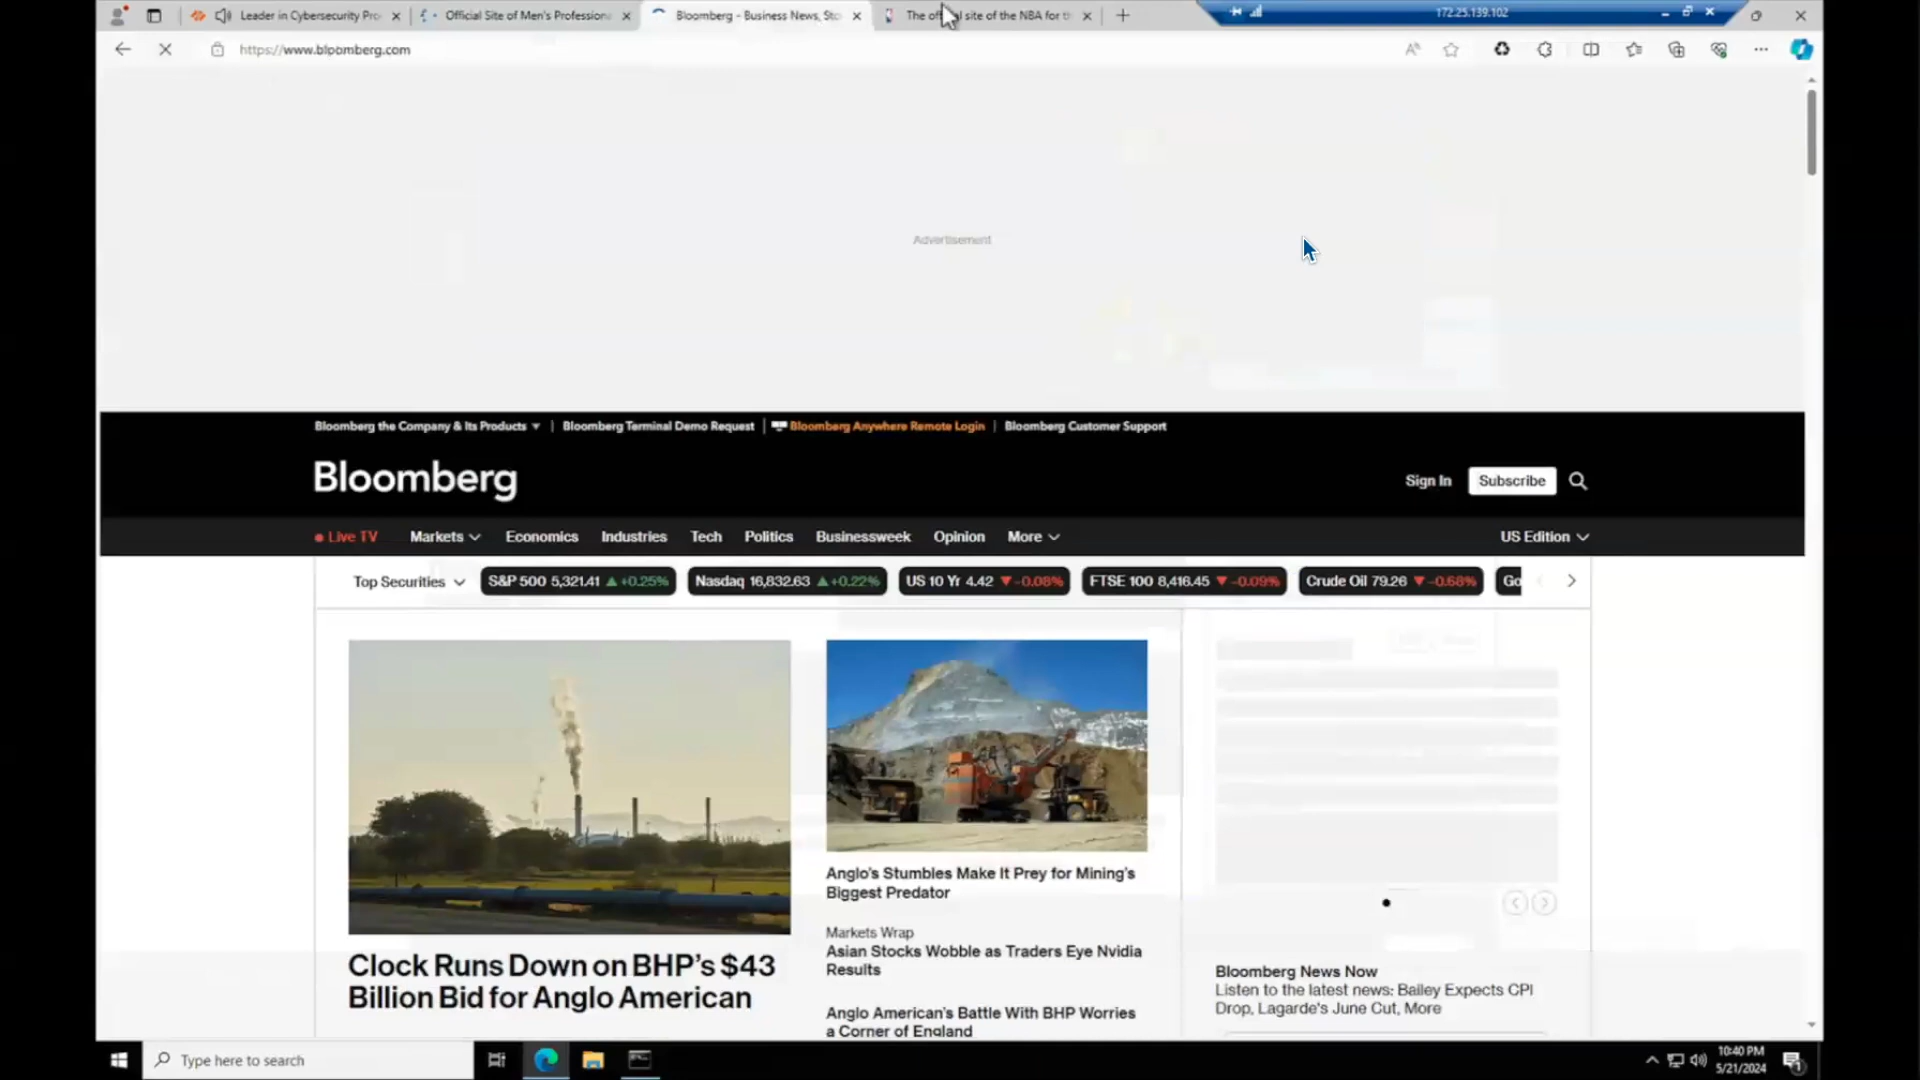 Leader in Cybersecurity Pro
Official Site of Men's Professiona
Bloomberg - Business News, Sto
The official site of the NBA for th
172.25.139.102
https://www.bloomberg.com
Advertisement
Bloomberg the Company & Its Products
Bloomberg Terminal Demo Request
Bloomberg Anywhere Remote Login
Bloomberg Customer Support
Bloomberg
Sign In
Subscribe
Live TV
Markets
Economics
Industries
Tech
Politics
Businessweek
Opinion
More
US Edition
Top Securities
S&P 500 5,321.41 ▲ +0.25%
Nasdaq 16,832.63 ▲ +0.22%
US 10 Yr 4.42 ▼ -0.08%
FTSE 100 8,416.45 ▼ -0.09%
Crude Oil 79.26 ▼ -0.68%
Go
Clock Runs Down on BHP's $43
Billion Bid for Anglo American
Anglo's Stumbles Make It Prey for Mining's
Biggest Predator
Markets Wrap
Asian Stocks Wobble as Traders Eye Nvidia
Results
Anglo American's Battle With BHP Worries
a Corner of England
Bloomberg News Now
Listen to the latest news: Bailey Expects CPI
Drop, Lagarde's June Cut, More
Type here to search
10:40 PM
5/21/2024